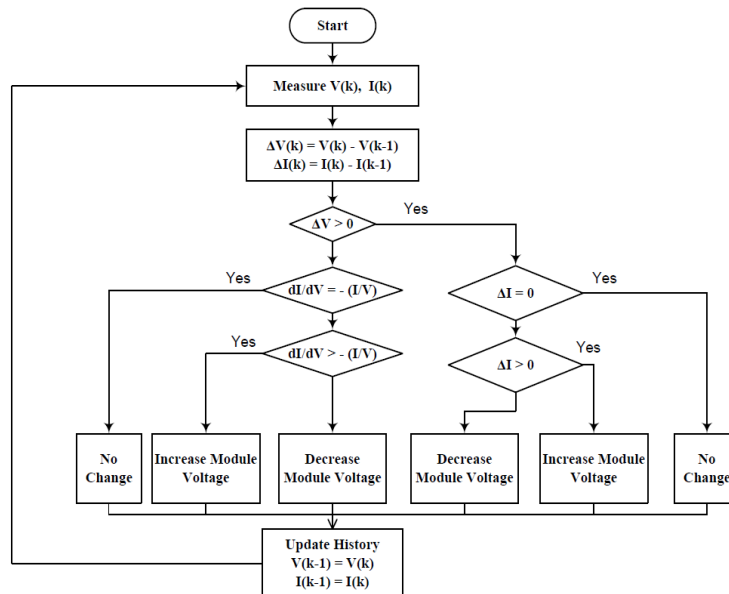 Start
Measure V(k), I(k)
ΔV(k) = V(k) - V(k-1)
ΔI(k) = I(k) - I(k-1)
Yes
ΔV > 0
Yes
dI/dV = - (I/V)
ΔI = 0
Yes
Yes
dI/dV > - (I/V)
ΔI > 0
Yes
No
Change
Increase Module
Voltage
Decrease
Module Voltage
Decrease
Module Voltage
Increase Module
Voltage
No
Change
Update History
V(k-1) = V(k)
I(k-1) = I(k)